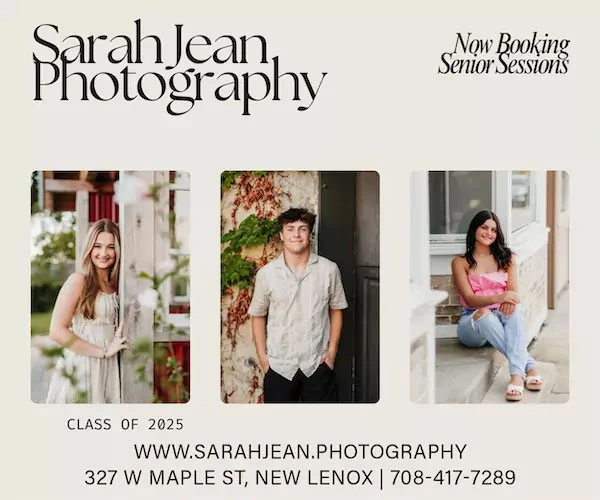 Sarah Jean
Photography
Now Booking
Senior Sessions
CLASS OF 2025
WWW.SARAHJEAN.PHOTOGRAPHY
327 W MAPLE ST, NEW LENOX | 708-417-7289